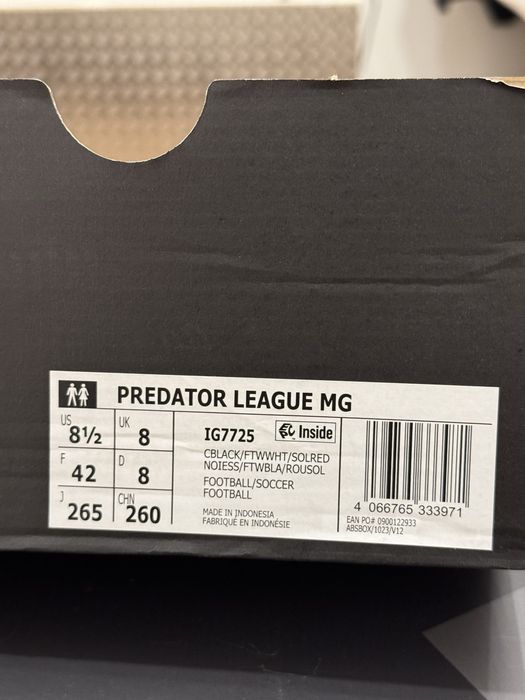 PREDATOR LEAGUE MG
US
8½
UK
8
F
42
D
8
J
265
CHN
260
IG7725
Inside
CBLACK/FTWWHT/SOLRED
NOIESS/FTWBLA/ROUSOL
FOOTBALL/SOCCER
FOOTBALL
MADE IN INDONESIA
FABRIQUÉ EN INDONÉSIE
4 066765 333971
EAN PO# 0900122933
ABSBOX/1023/V12